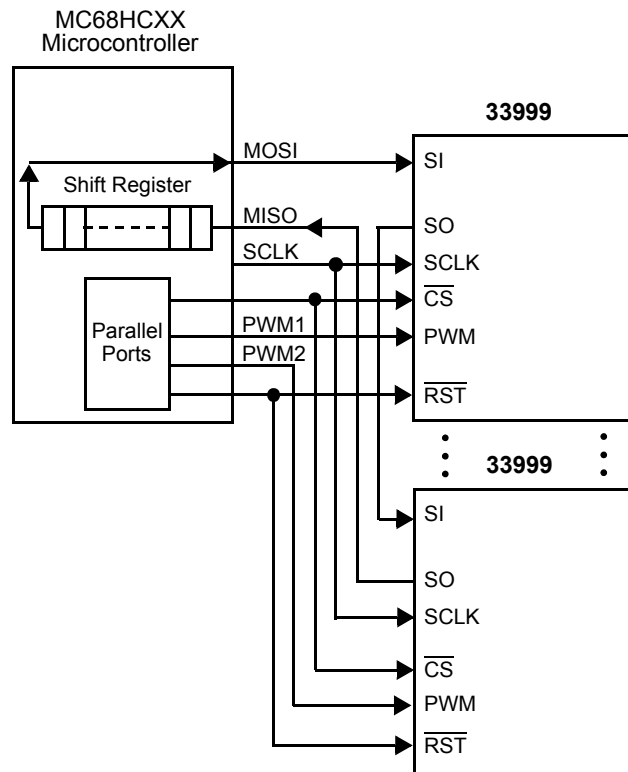 MC68HCXX
Microcontroller
33999
MOSI
SI
Shift Register
MISO
SO
SCLK
SCLK
CS
Parallel
Ports
PWM1
PWM
PWM2
RST
33999
SI
SO
SCLK
CS
PWM
RST